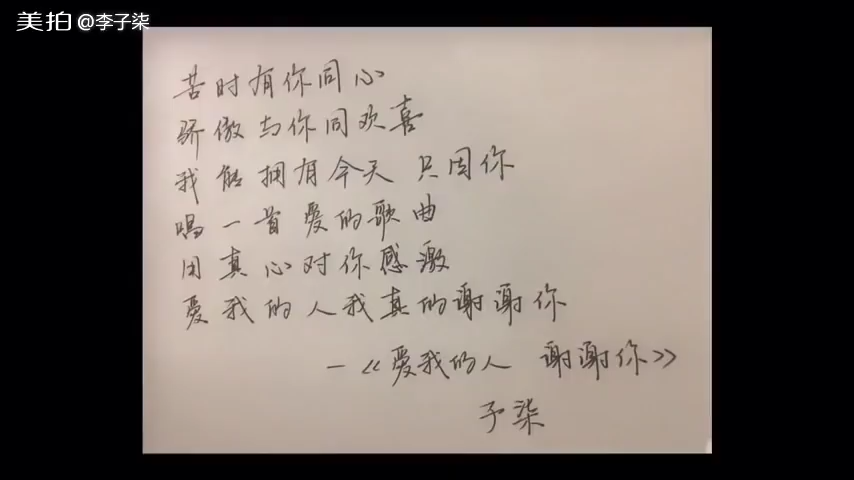 美拍 @李子柒
苦时有你同心
骄傲与你同欢喜
我能拥有今天 只因你
唱一首爱的歌曲
用真心对你感激
爱我的人我真的谢谢你
—《爱我的人 谢谢你》
子柒